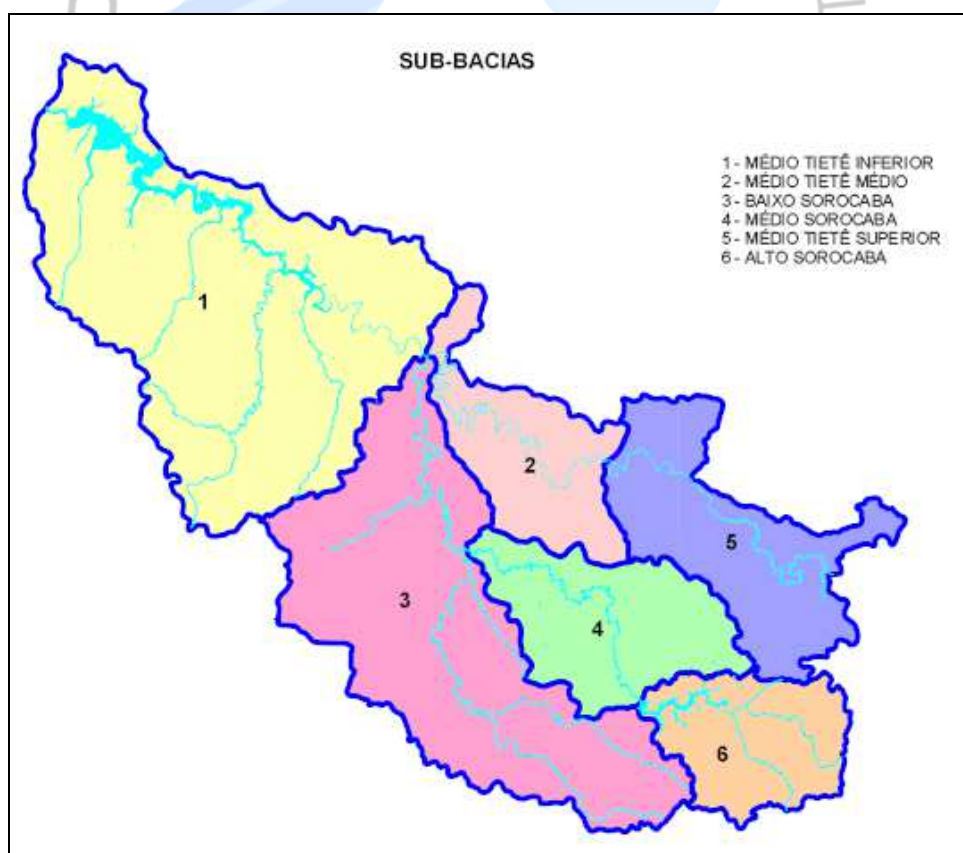 SUB-BACIAS
1 - MÉDIO TIETÊ INFERIOR
2 - MÉDIO TIETÊ MÉDIO
3 - BAIXO SOROCABA
4 - MÉDIO SOROCABA
5 - MÉDIO TIETÊ SUPERIOR
6 - ALTO SOROCABA
1
2
5
3
4
6